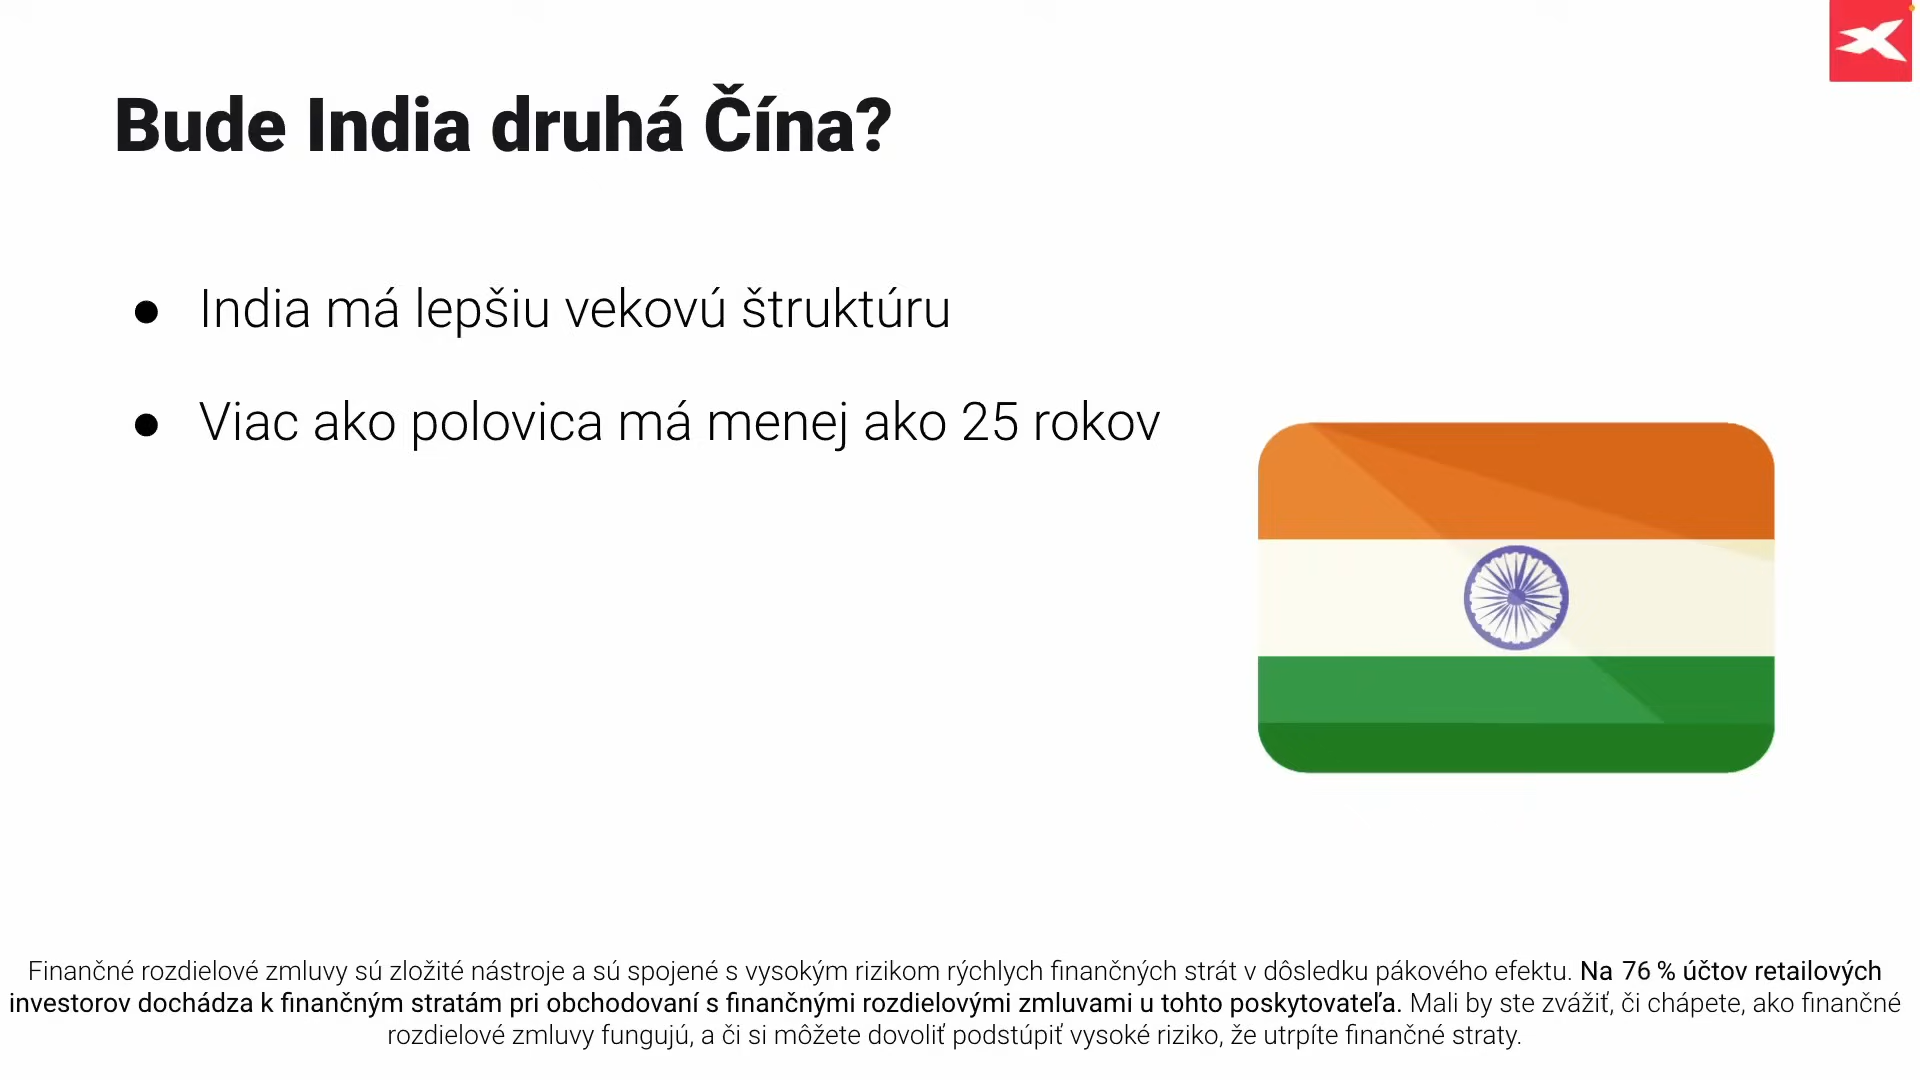 Bude India druhá Čína?
● India má lepšiu vekovú štruktúru
● Viac ako polovica má menej ako 25 rokov
Finančné rozdielové zmluvy sú zložité nástroje a sú spojené s vysokým rizikom rýchlych finančných strát v dôsledku pákového efektu. Na 76 % účtov retailových
investorov dochádza k finančným stratám pri obchodovaní s finančnými rozdielovými zmluvami u tohto poskytovateľa. Mali by ste zvážiť, či chápete, ako finančné
rozdielové zmluvy fungujú, a či si môžete dovoliť podstúpiť vysoké riziko, že utrpíte finančné straty.